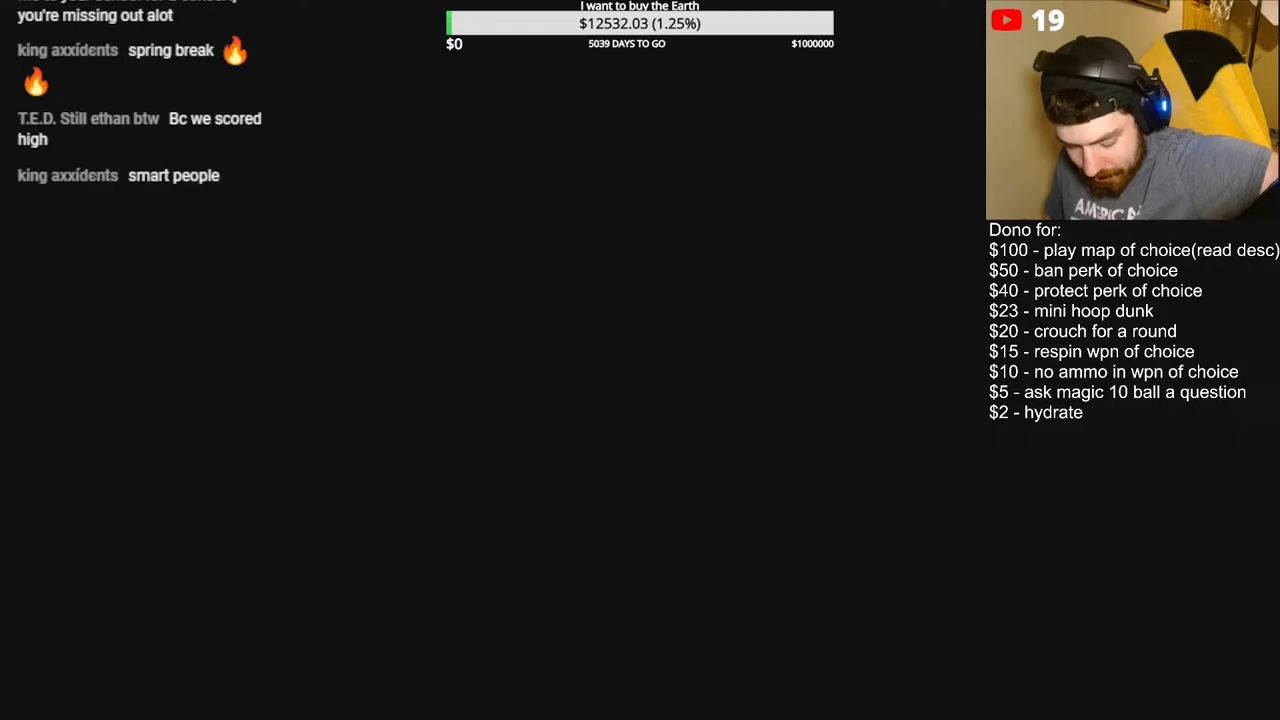 you're missing out alot
king axxídents spring break
T.E.D. Still ethan btw Bc we scored
high
king axxídents smart people
I want to buy the Earth
$12532.03 (1.25%)
$0 5039 DAYS TO GO $1000000
19
AMERICA
Dono for:
$100 - play map of choice(read desc)
$50 - ban perk of choice
$40 - protect perk of choice
$23 - mini hoop dunk
$20 - crouch for a round
$15 - respin wpn of choice
$10 - no ammo in wpn of choice
$5 - ask magic 10 ball a question
$2 - hydrate